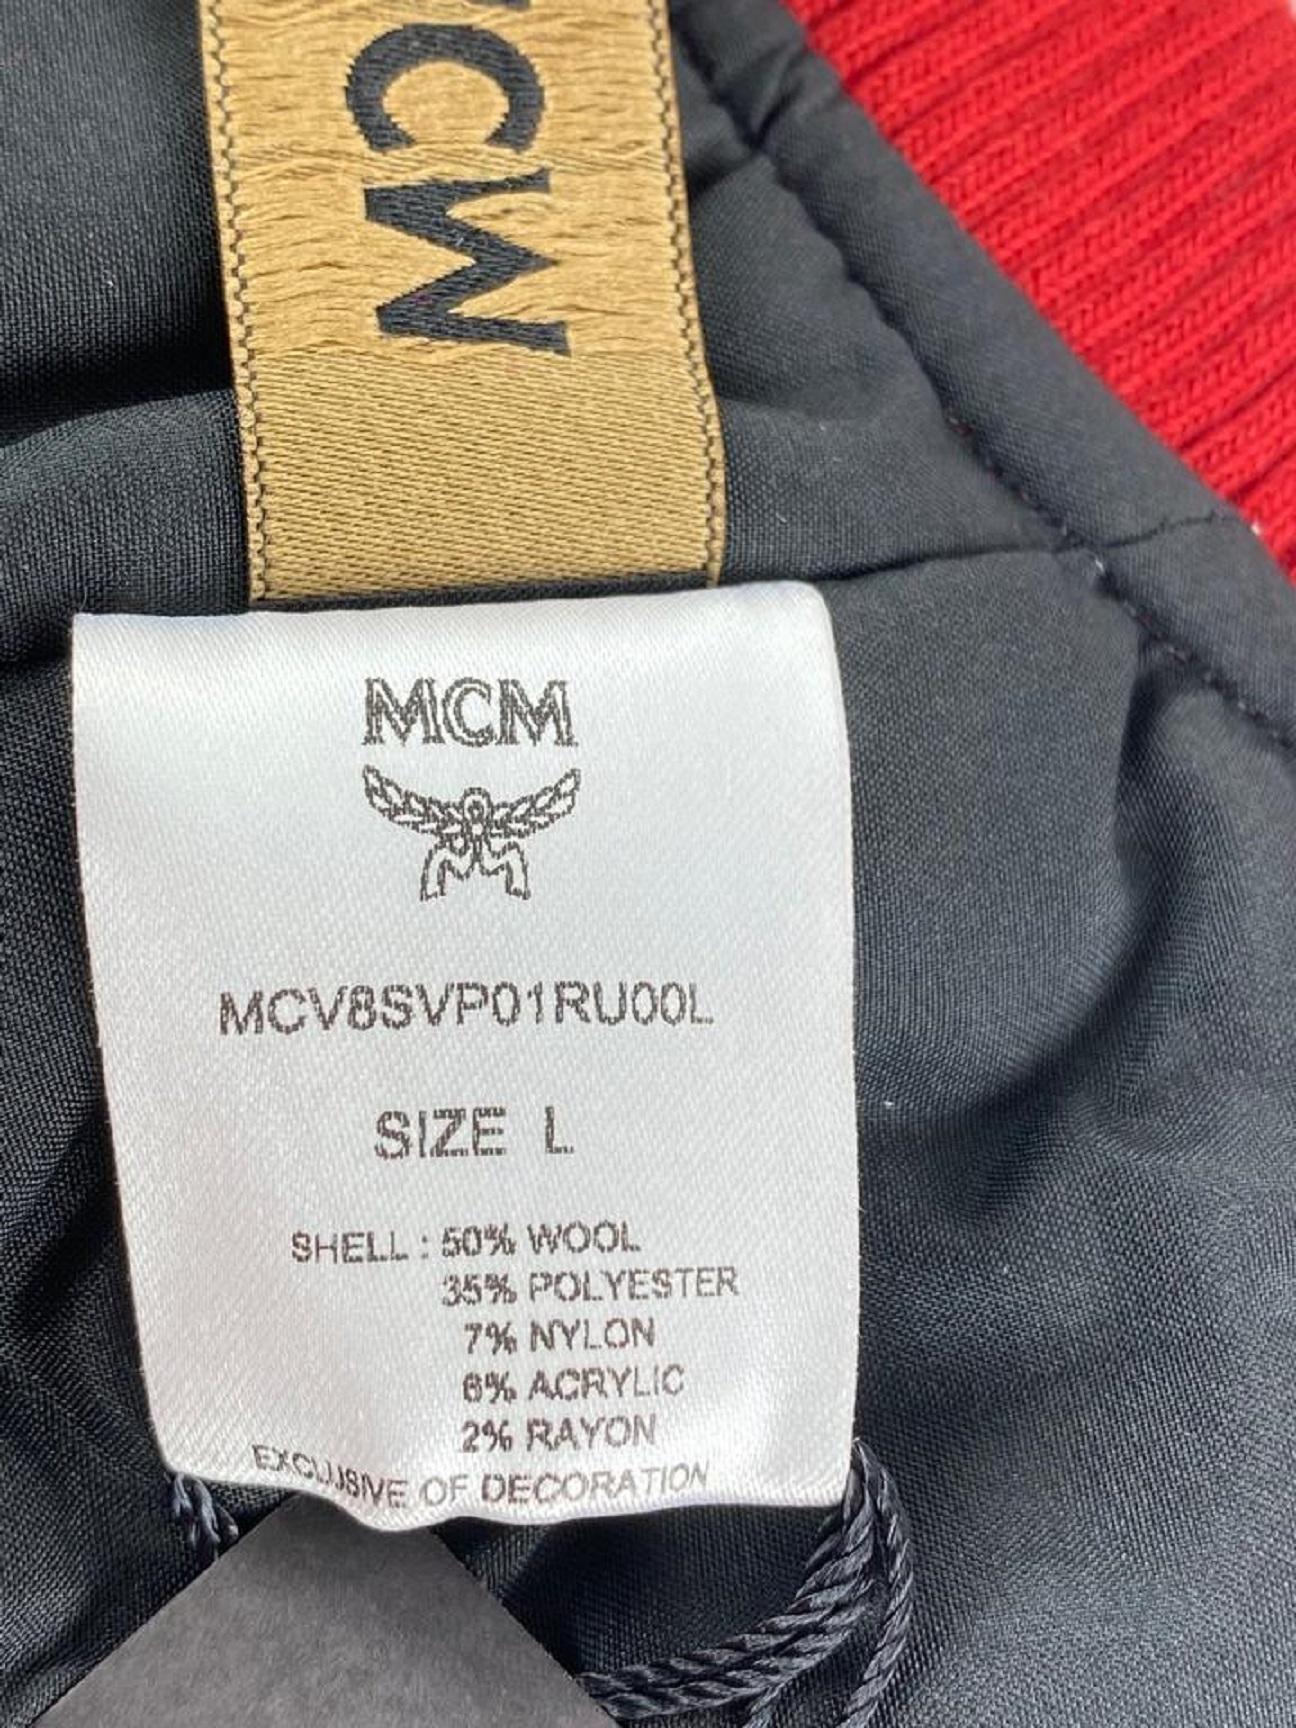 MCM
MCM
MCV8SVP01RU00L
SIZE L
SHELL : 50% WOOL
35% POLYESTER
7% NYLON
6% ACRYLIC
2% RAYON
EXCLUSIVE OF DECORATION